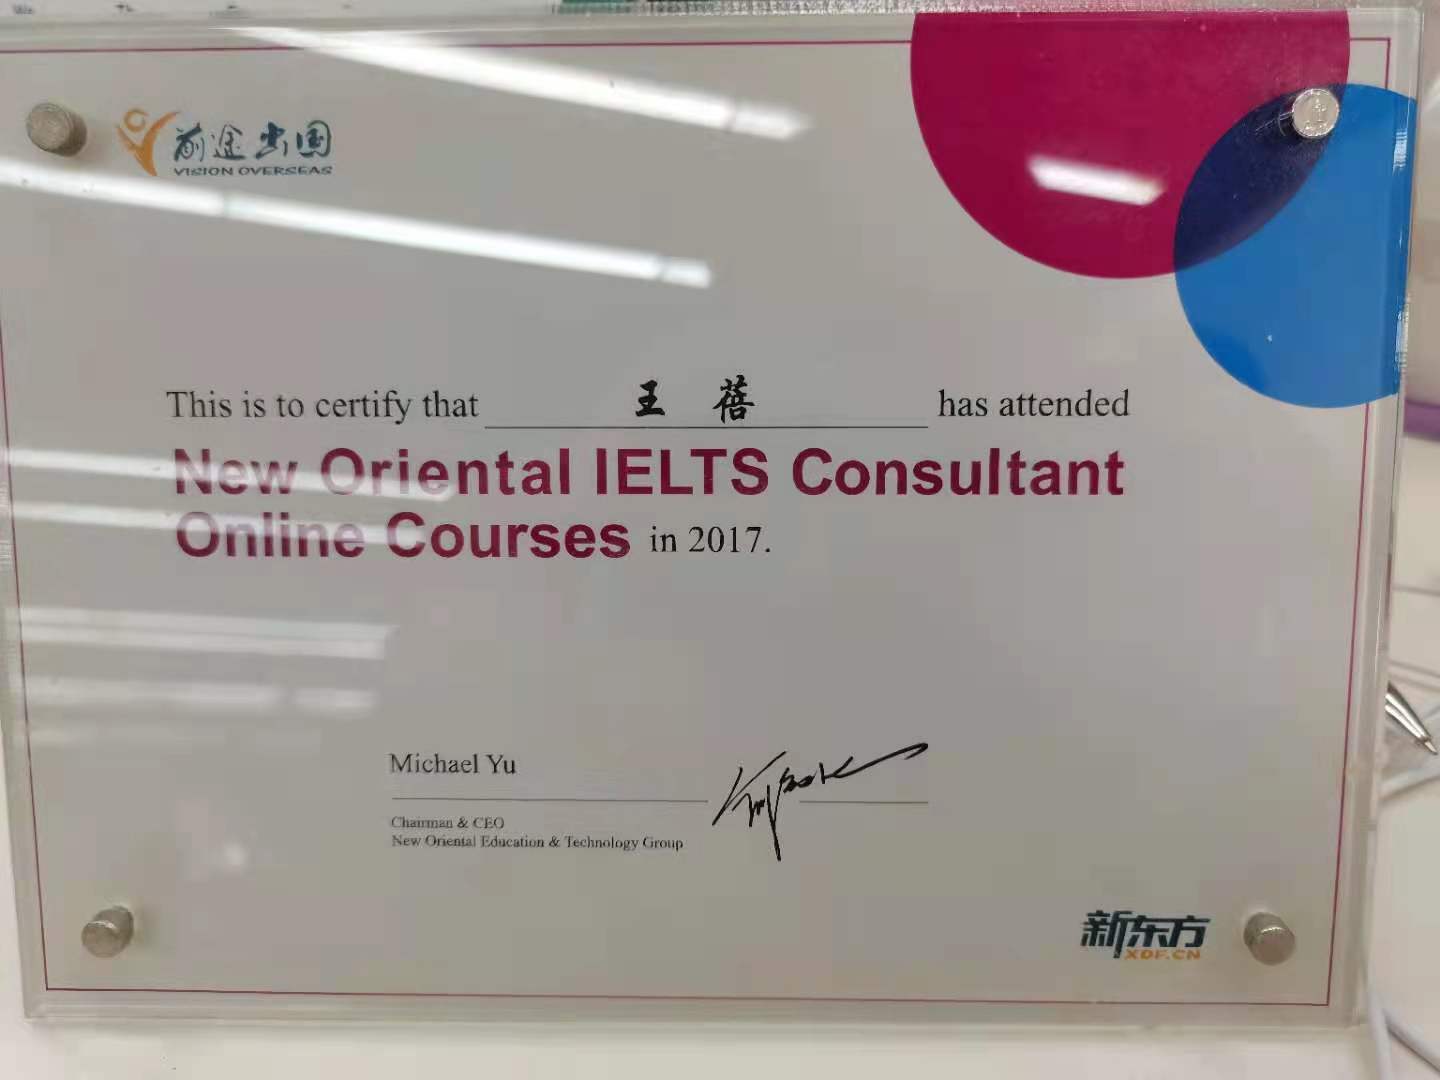 前途出国
VISION OVERSEAS
This is to certify that 王 蓓 has attended
New Oriental IELTS Consultant
Online Courses in 2017.
Michael Yu
Chairman & CEO
New Oriental Education & Technology Group
新东方
XDF.CN